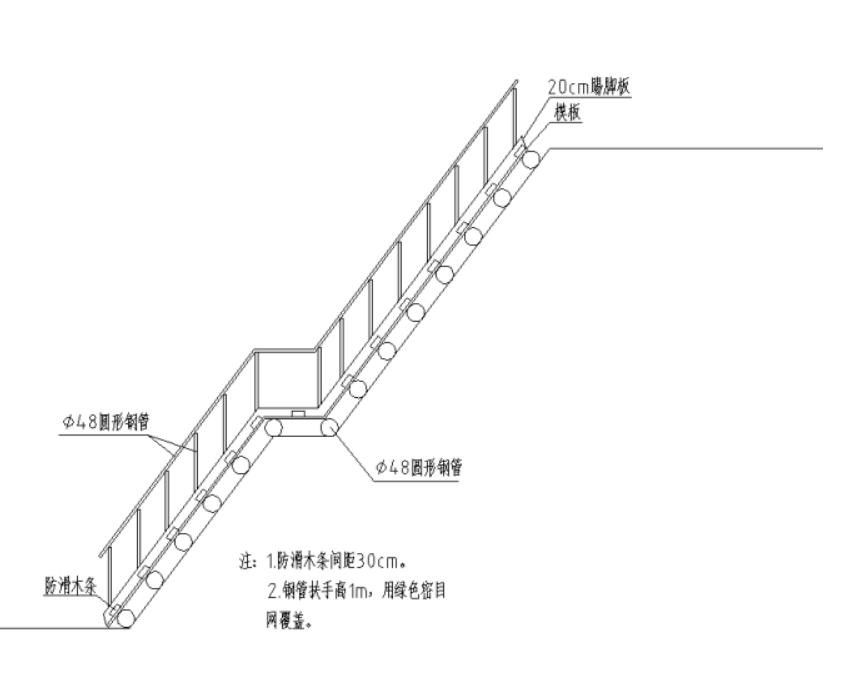 20cm踢脚板
模板
Φ48圆形钢管
Φ48圆形钢管
防滑木条
注：1.防滑木条间距30cm。
2.钢管扶手高1m，用绿色密目
网覆盖。